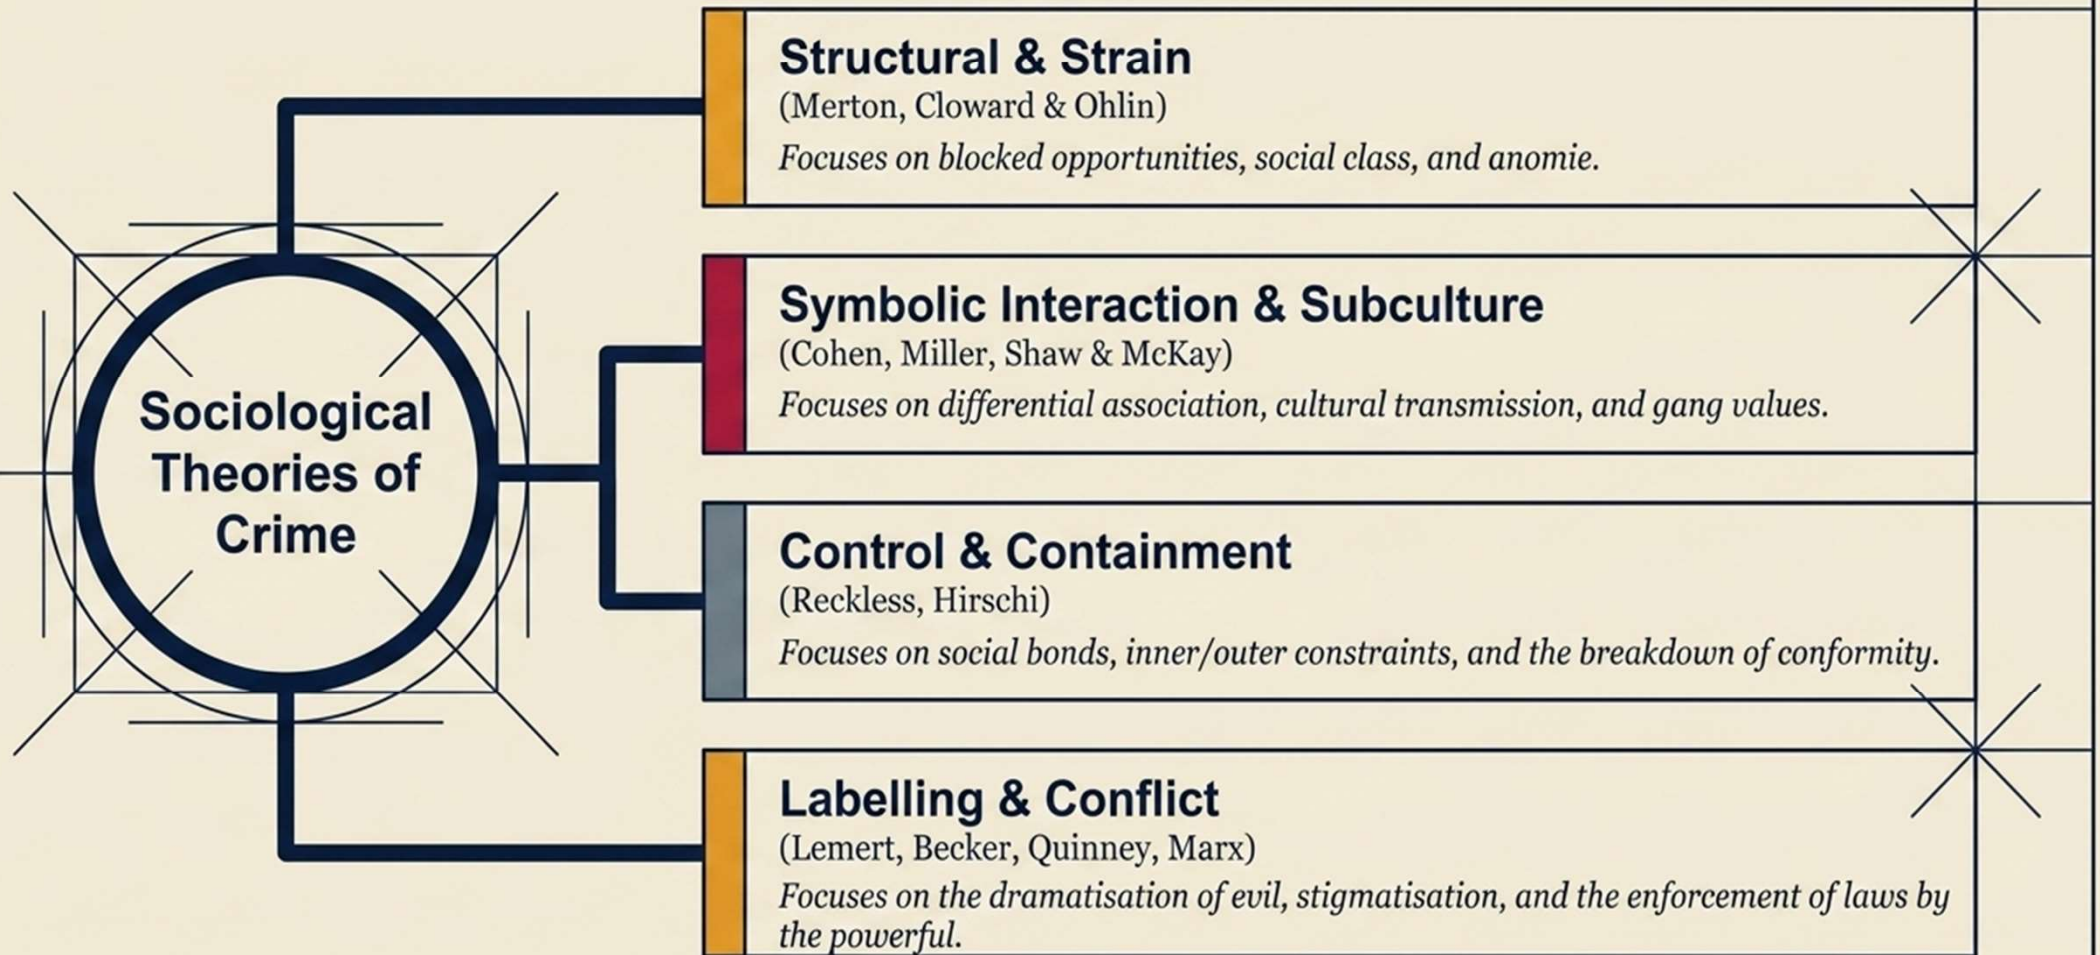 Sociological
Theories of
Crime
Structural & Strain
(Merton, Cloward & Ohlin)
Focuses on blocked opportunities, social class, and anomie.
Symbolic Interaction & Subculture
(Cohen, Miller, Shaw & McKay)
Focuses on differential association, cultural transmission, and gang values.
Control & Containment
(Reckless, Hirschi)
Focuses on social bonds, inner/outer constraints, and the breakdown of conformity.
Labelling & Conflict
(Lemert, Becker, Quinney, Marx)
Focuses on the dramatisation of evil, stigmatisation, and the enforcement of laws by
the powerful.